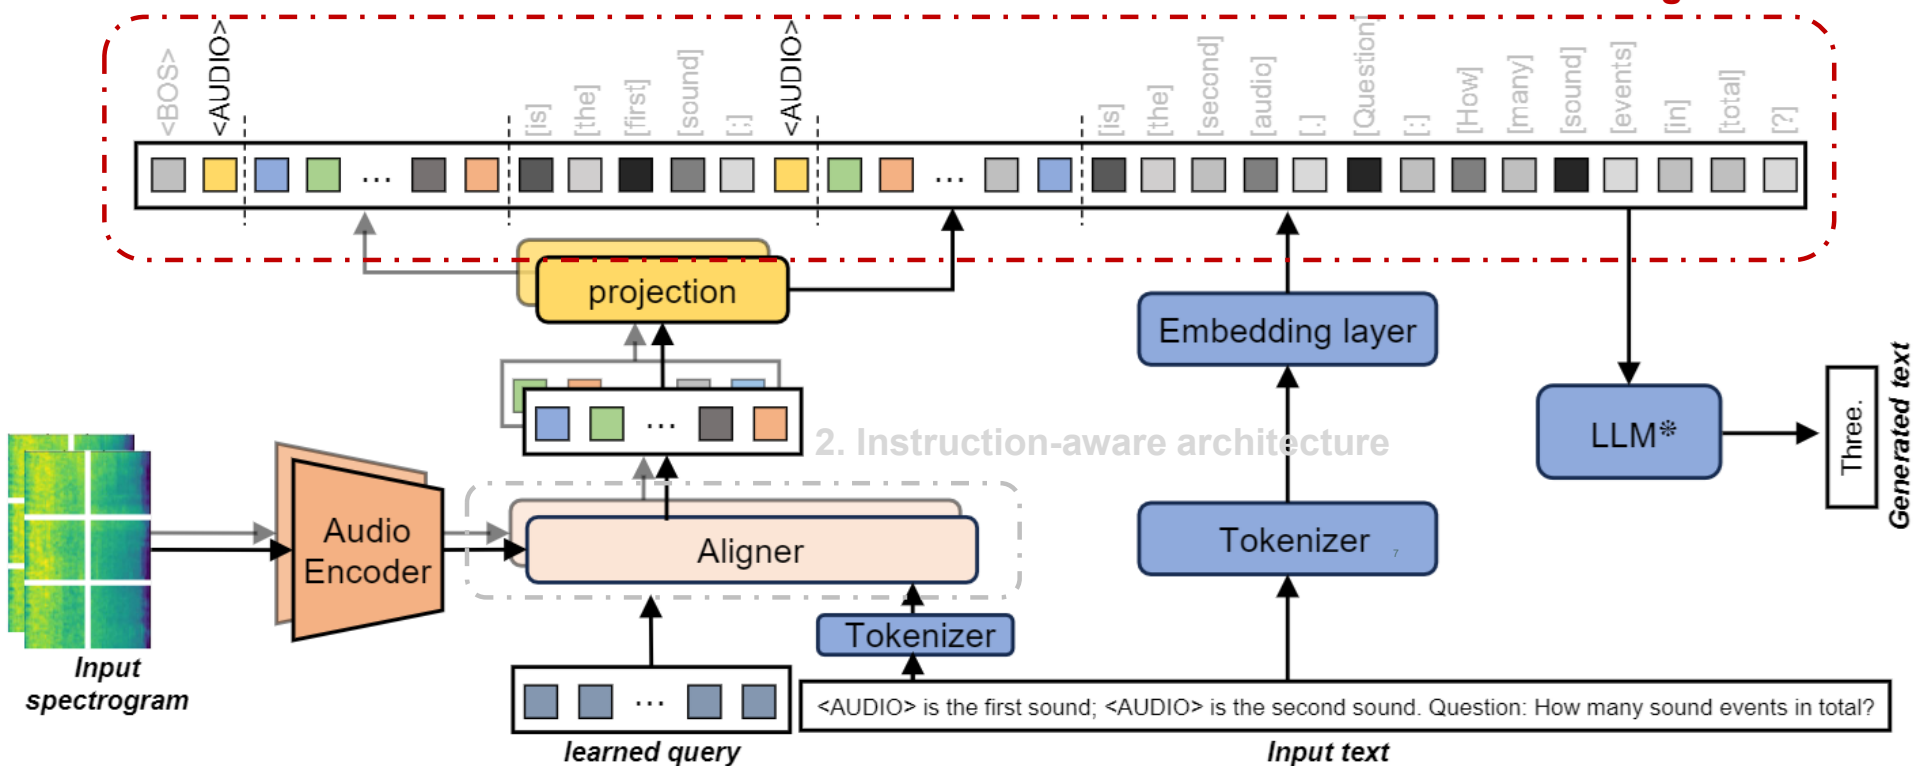 <BOS>
<AUDIO>
[is]
[the]
[first]
[sound]
[;]
<AUDIO>
[is]
[the]
[second]
[audio]
[.]
[Question]
[:]
[How]
[many]
[sound]
[events]
[in]
[total]
[?]
...
...
projection
Embedding layer
...
2. Instruction-aware architecture
LLM*
Three.
Generated text
Audio
Encoder
Aligner
Tokenizer
7
Tokenizer
Input
spectrogram
...
learned query
<AUDIO> is the first sound; <AUDIO> is the second sound. Question: How many sound events in total?
Input text